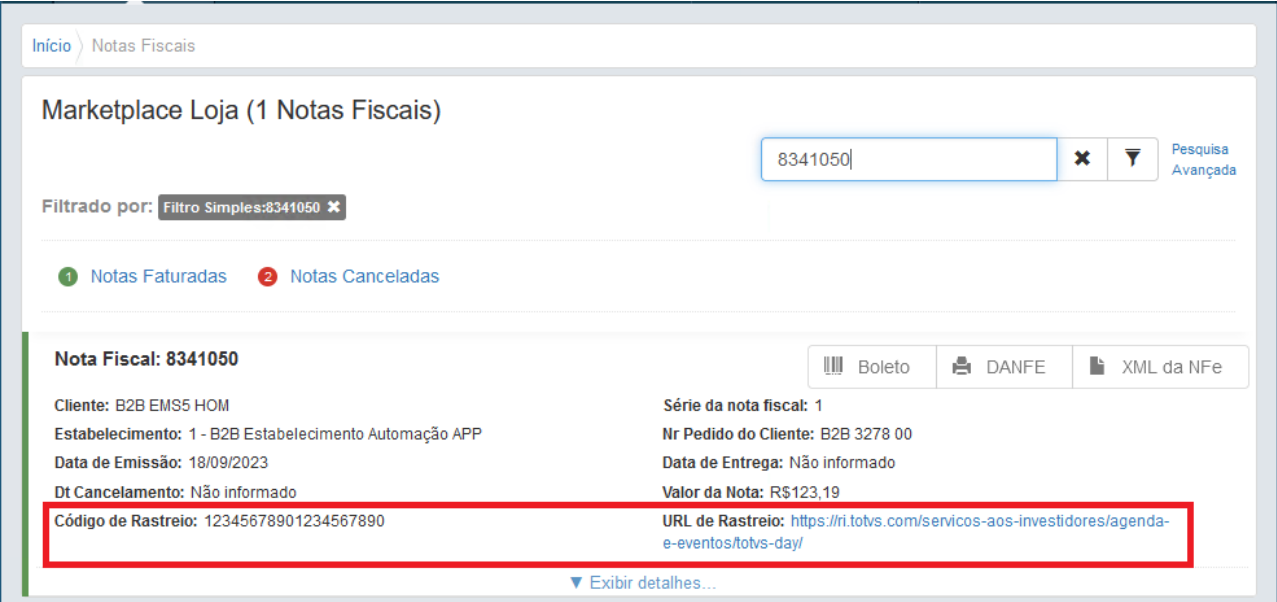 Início Notas Fiscais
Marketplace Loja (1 Notas Fiscais)
8341050
Pesquisa
Avançada
Filtrado por: Filtro Simples:8341050
1 Notas Faturadas 2 Notas Canceladas
Nota Fiscal: 8341050
Boleto DANFE XML da NFe
Cliente: B2B EMS5 HOM
Série da nota fiscal: 1
Estabelecimento: 1 - B2B Estabelecimento Automação APP
Nr Pedido do Cliente: B2B 3278 00
Data de Emissão: 18/09/2023
Data de Entrega: Não informado
Dt Cancelamento: Não informado
Valor da Nota: R$123,19
Código de Rastreio: 12345678901234567890
URL de Rastreio: https://ri.totvs.com/servicos-aos-investidores/agenda-
e-eventos/totvs-day/
▼ Exibir detalhes...